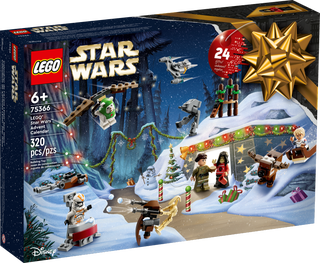 LEGO
STAR
WARS
24
6+
75366
LEGO
Star Wars
Advent
Calendar
320
pcs/pzs
Disney